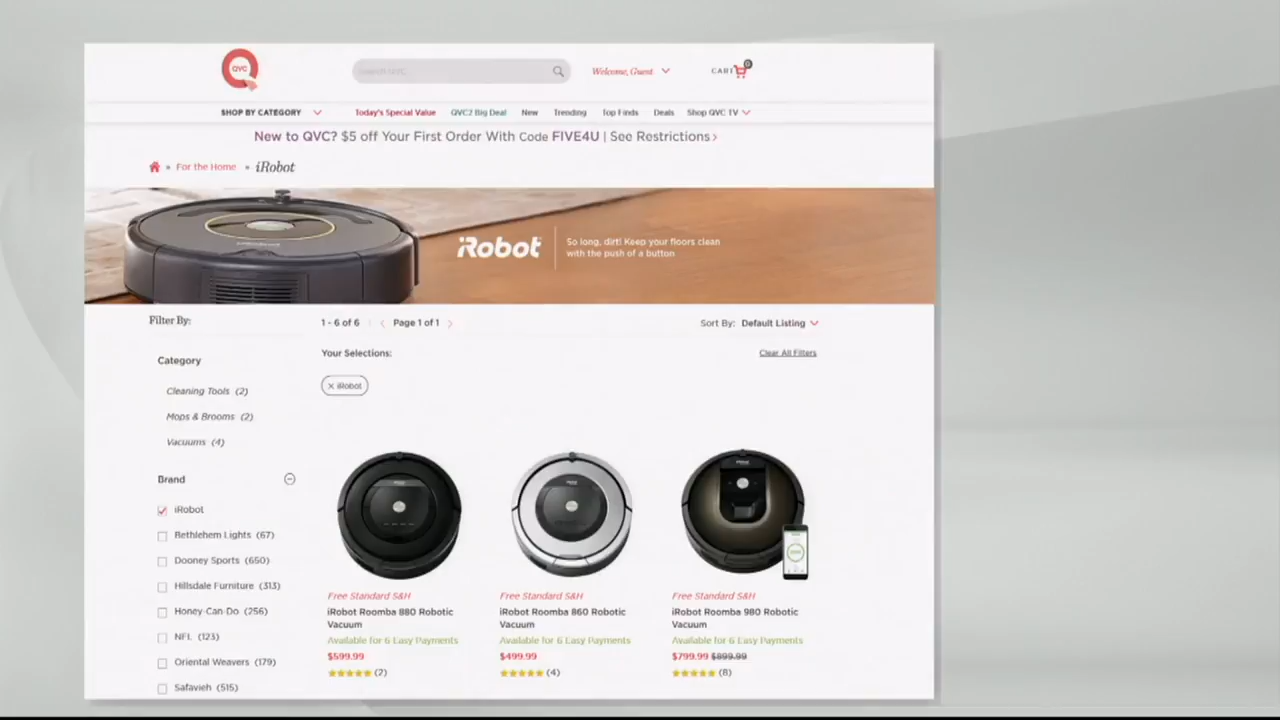 QVC
Search QVC
Welcome, Guest
CART 0
SHOP BY CATEGORY
Today's Special Value
QVC2 Big Deal
New
Trending
Top Finds
Deals
Shop QVC TV
New to QVC? $5 off Your First Order With Code FIVE4U | See Restrictions ›
For the Home » iRobot
iRobot
So long, dirt! Keep your floors clean
with the push of a button
Filter By:
1 - 6 of 6
Page 1 of 1
Sort By: Default Listing
Your Selections:
Clear All Filters
× iRobot
Category
Cleaning Tools (2)
Mops & Brooms (2)
Vacuums (4)
Brand
iRobot
Bethlehem Lights (67)
Dooney Sports (650)
Hillsdale Furniture (313)
Honey-Can-Do (256)
NFL (123)
Oriental Weavers (179)
Safavieh (515)
Free Standard S&H
iRobot Roomba 880 Robotic
Vacuum
Available for 6 Easy Payments
$599.99
(2)
Free Standard S&H
iRobot Roomba 860 Robotic
Vacuum
Available for 6 Easy Payments
$499.99
(4)
Free Standard S&H
iRobot Roomba 980 Robotic
Vacuum
Available for 6 Easy Payments
$799.99 $899.99
(8)